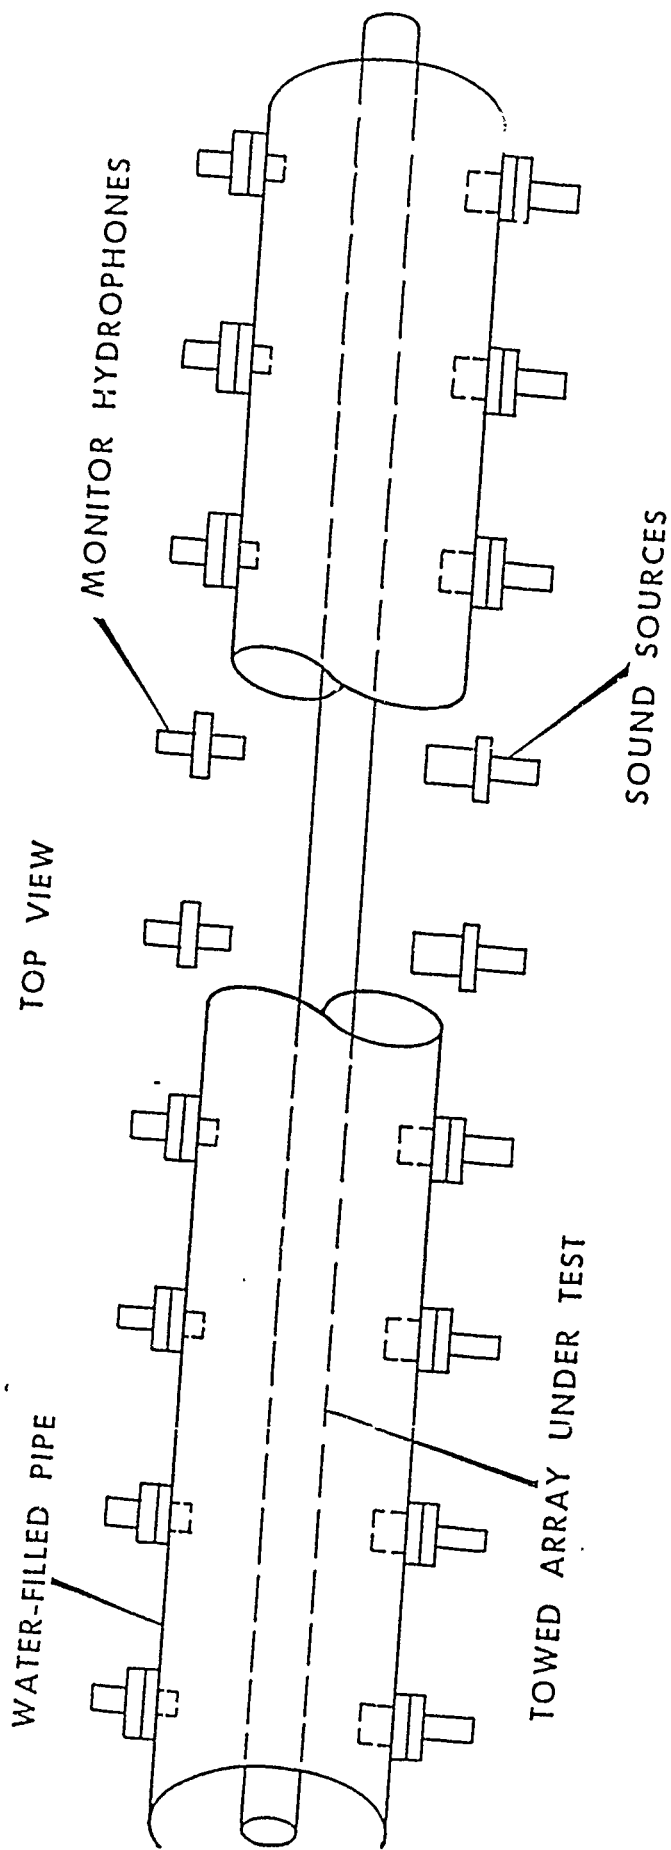 TOP VIEW
WATER-FILLED PIPE
MONITOR HYDROPHONES
TOWED ARRAY UNDER TEST
SOUND SOURCES